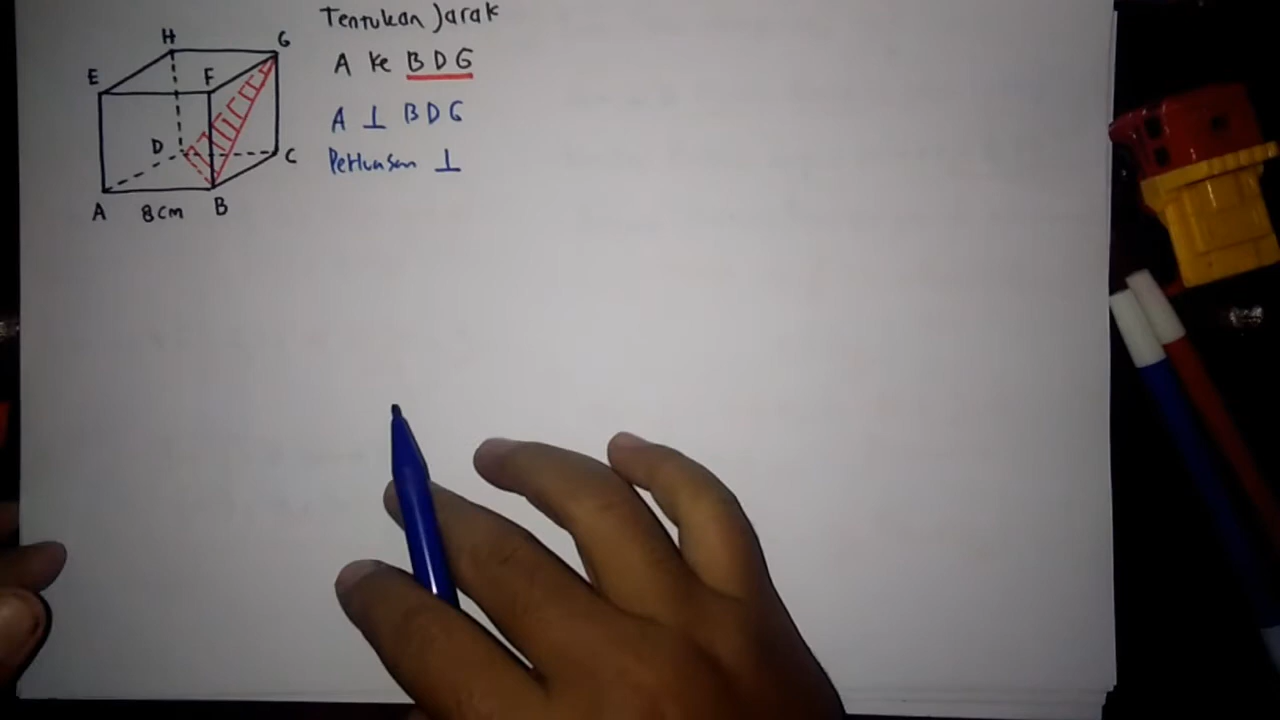 Tentukan Jarak
A ke BDG
A ⊥ BDG
Perluasan ⊥
H
G
E
F
D
C
A
8cm
B